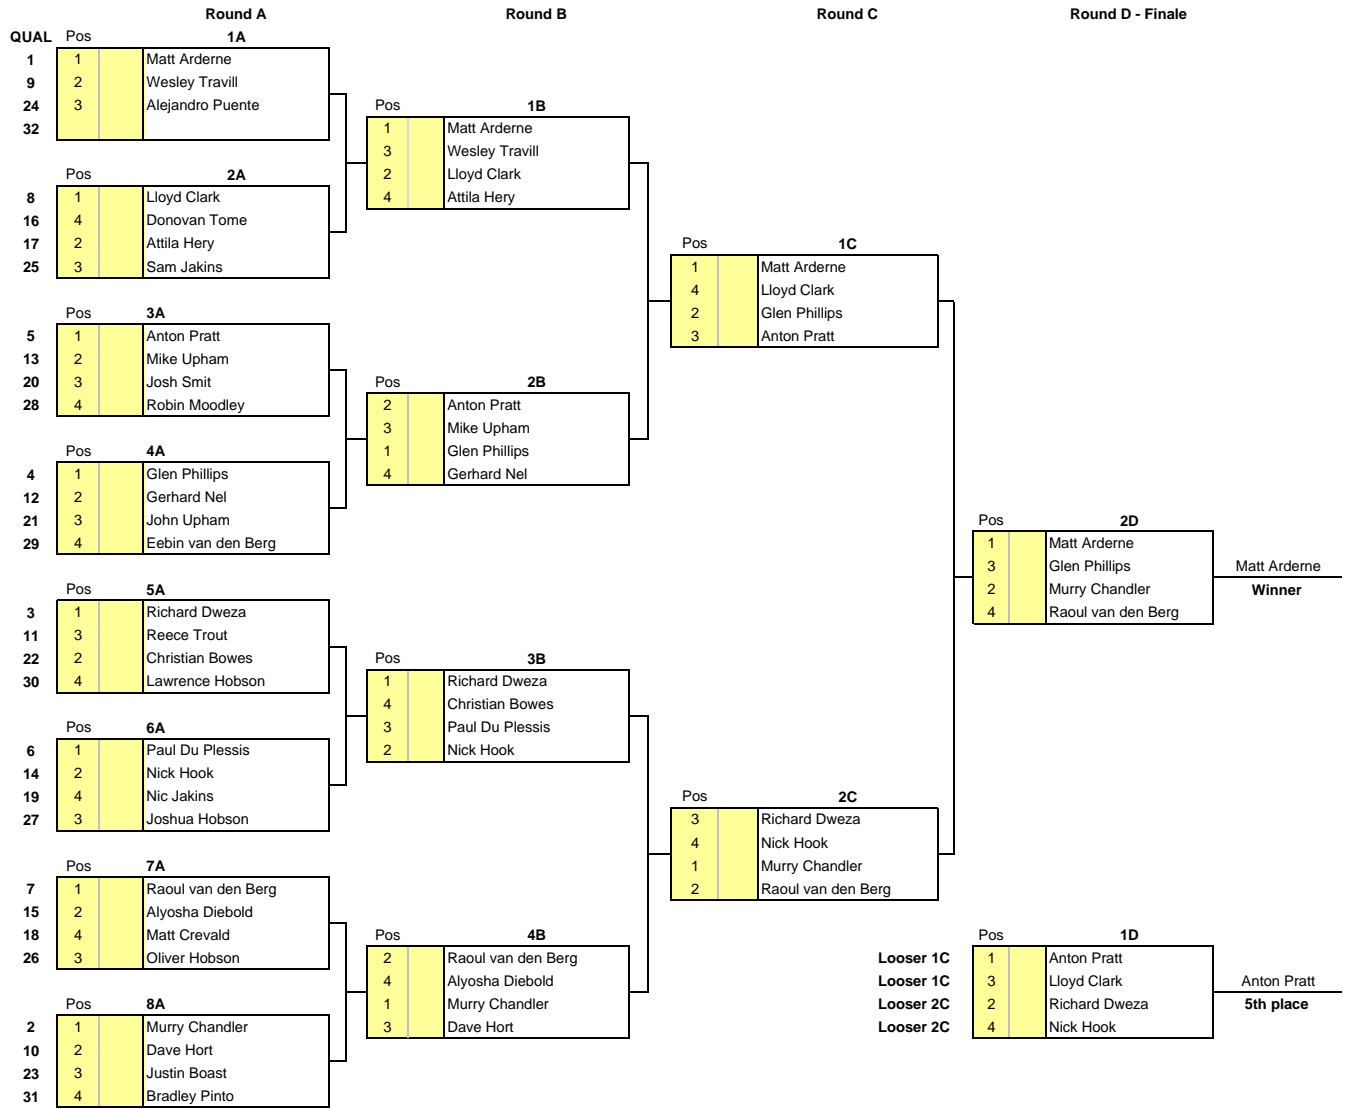 Round A Round B Round C Round D - Finale
QUAL Pos 1A
1 1 Matt Arderne
9 2 Wesley Travill
24 3 Alejandro Puente
32
Pos 2A
8 1 Lloyd Clark
16 4 Donovan Tome
17 2 Attila Hery
25 3 Sam Jakins
Pos 3A
5 1 Anton Pratt
13 2 Mike Upham
20 3 Josh Smit
28 4 Robin Moodley
Pos 4A
4 1 Glen Phillips
12 2 Gerhard Nel
21 3 John Upham
29 4 Eebin van den Berg
Pos 5A
3 1 Richard Dweza
11 3 Reece Trout
22 2 Christian Bowes
30 4 Lawrence Hobson
Pos 6A
6 1 Paul Du Plessis
14 2 Nick Hook
19 4 Nic Jakins
27 3 Joshua Hobson
Pos 7A
7 1 Raoul van den Berg
15 2 Alyosha Diebold
18 4 Matt Crevald
26 3 Oliver Hobson
Pos 8A
2 1 Murry Chandler
10 2 Dave Hort
23 3 Justin Boast
31 4 Bradley Pinto
Pos 1B
1 Matt Arderne
3 Wesley Travill
2 Lloyd Clark
4 Attila Hery
Pos 2B
2 Anton Pratt
3 Mike Upham
1 Glen Phillips
4 Gerhard Nel
Pos 3B
1 Richard Dweza
4 Christian Bowes
3 Paul Du Plessis
2 Nick Hook
Pos 4B
2 Raoul van den Berg
4 Alyosha Diebold
1 Murry Chandler
3 Dave Hort
Pos 1C
1 Matt Arderne
4 Lloyd Clark
2 Glen Phillips
3 Anton Pratt
Pos 2C
3 Richard Dweza
4 Nick Hook
1 Murry Chandler
2 Raoul van den Berg
Pos 2D
1 Matt Arderne
3 Glen Phillips
2 Murry Chandler
4 Raoul van den Berg
Matt Arderne
Winner
Pos 1D
Looser 1C 1 Anton Pratt
Looser 1C 3 Lloyd Clark
Looser 2C 2 Richard Dweza
Looser 2C 4 Nick Hook
Anton Pratt
5th place